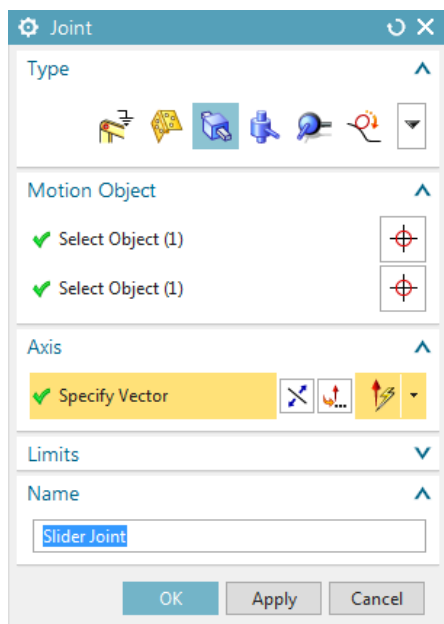 Joint
Type
Motion Object
Select Object (1)
Select Object (1)
Axis
Specify Vector
Limits
Name
Slider Joint
OK Apply Cancel